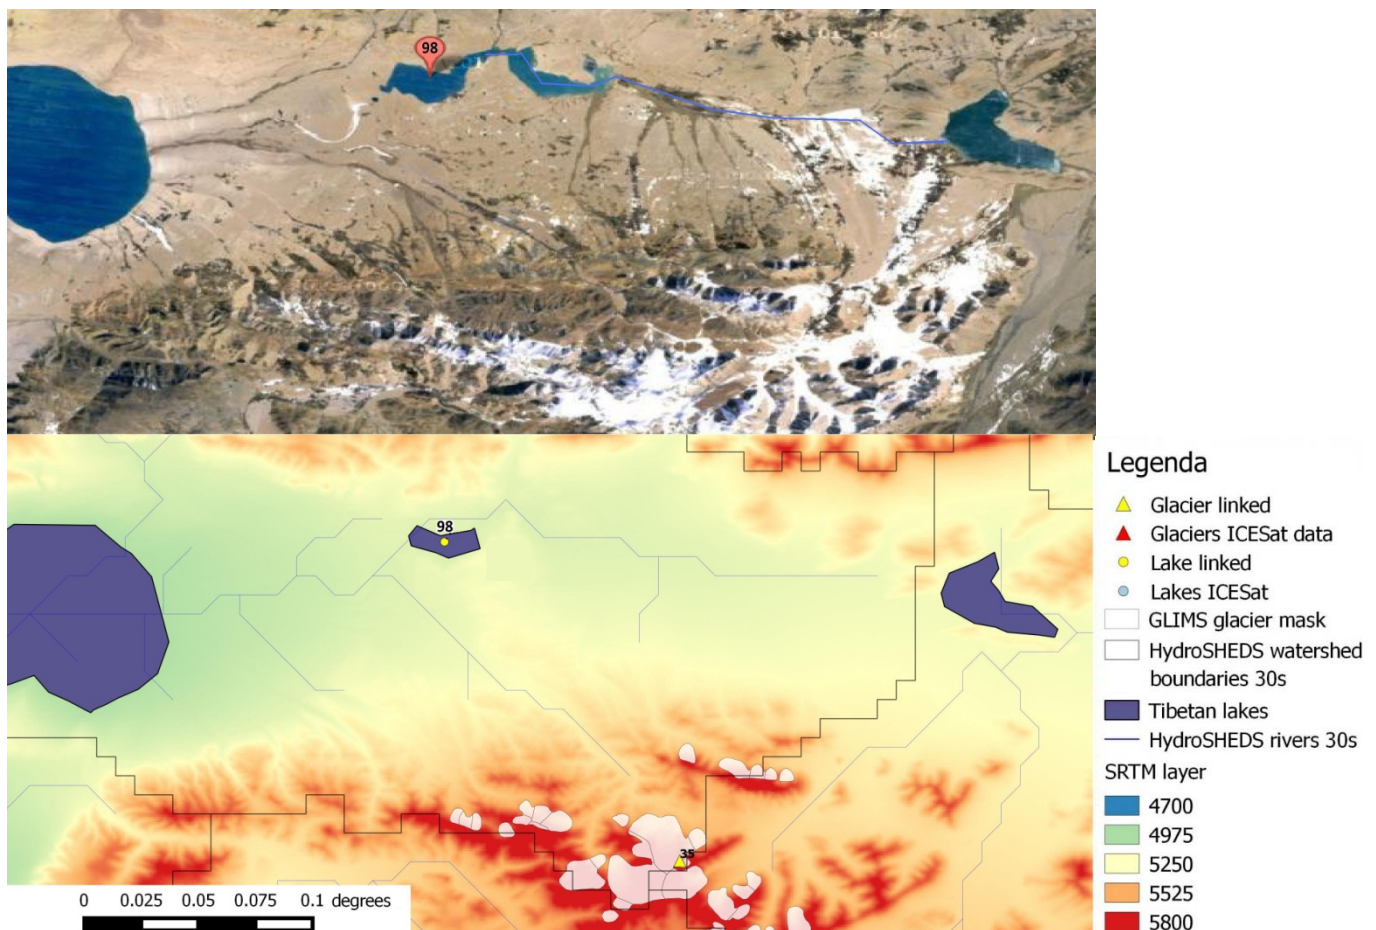 98
98
35
0 0.025 0.05 0.075 0.1 degrees
Legenda
Glacier linked
Glaciers ICESat data
Lake linked
Lakes ICESat
GLIMS glacier mask
HydroSHEDS watershed
boundaries 30s
Tibetan lakes
HydroSHEDS rivers 30s
SRTM layer
4700
4975
5250
5525
5800